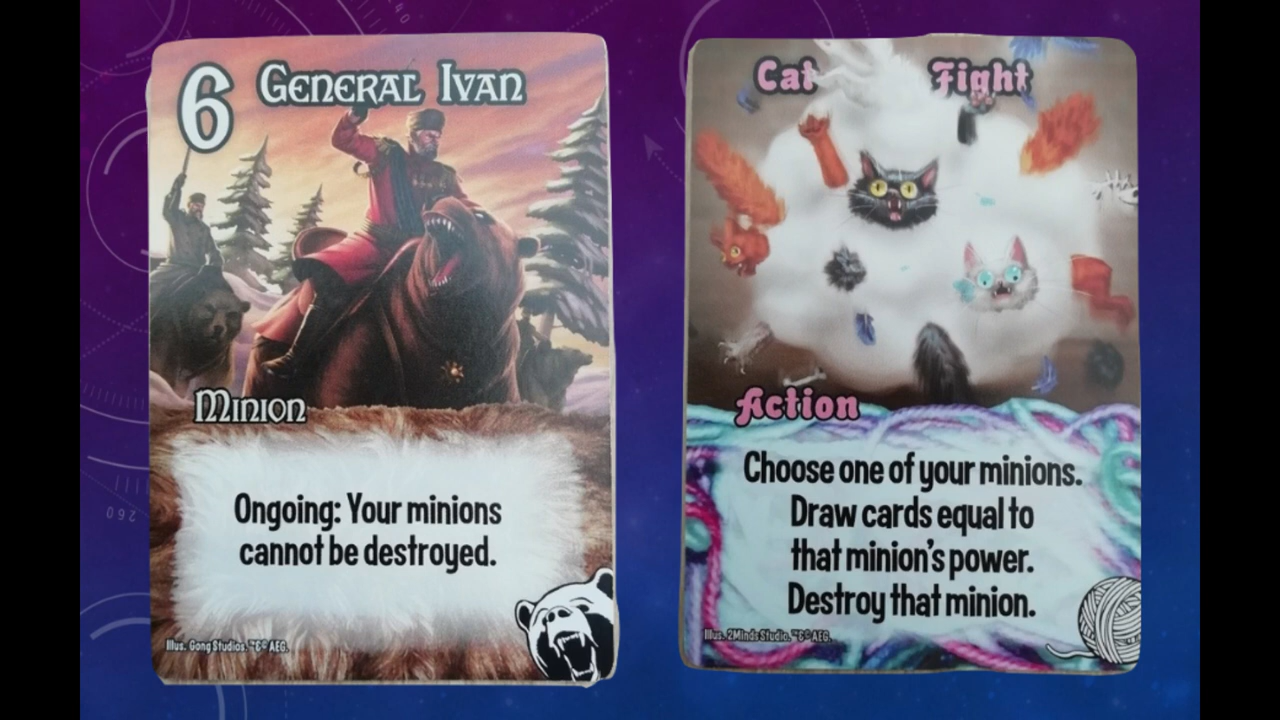 6
General Ivan
Minion
Ongoing: Your minions
cannot be destroyed.
Illus. Gong Studios. ™&© AEG.
Cat Fight
Action
Choose one of your minions.
Draw cards equal to
that minion's power.
Destroy that minion.
Illus. 2Minds Studio. ™&© AEG.
260
240